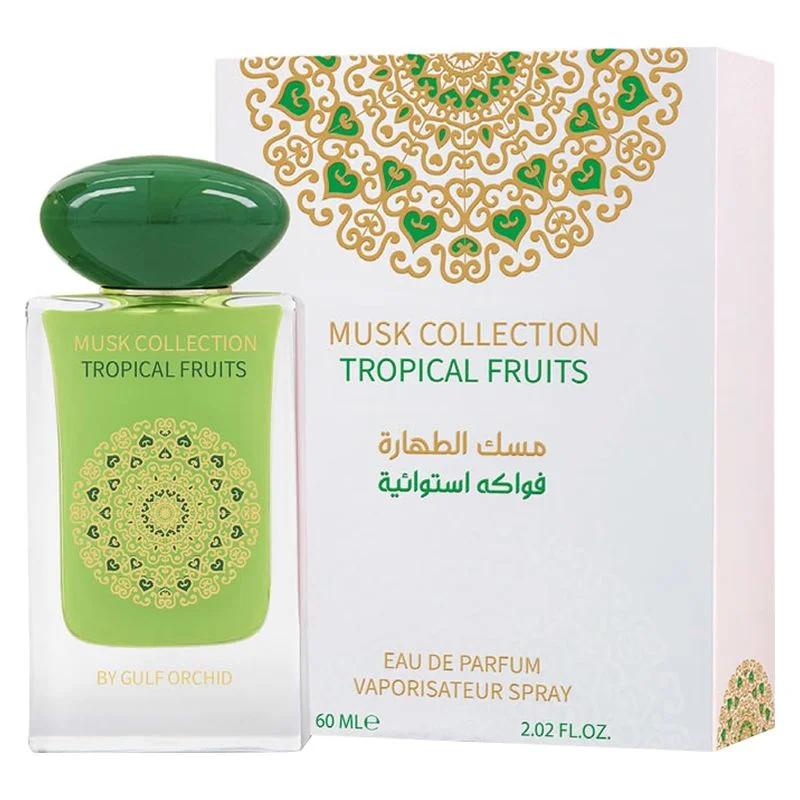 MUSK COLLECTION
TROPICAL FRUITS
BY GULF ORCHID
MUSK COLLECTION
TROPICAL FRUITS
مسك الطهارة
فواكه استوائية
EAU DE PARFUM
VAPORISATEUR SPRAY
60 ML℮
2.02 FL.OZ.